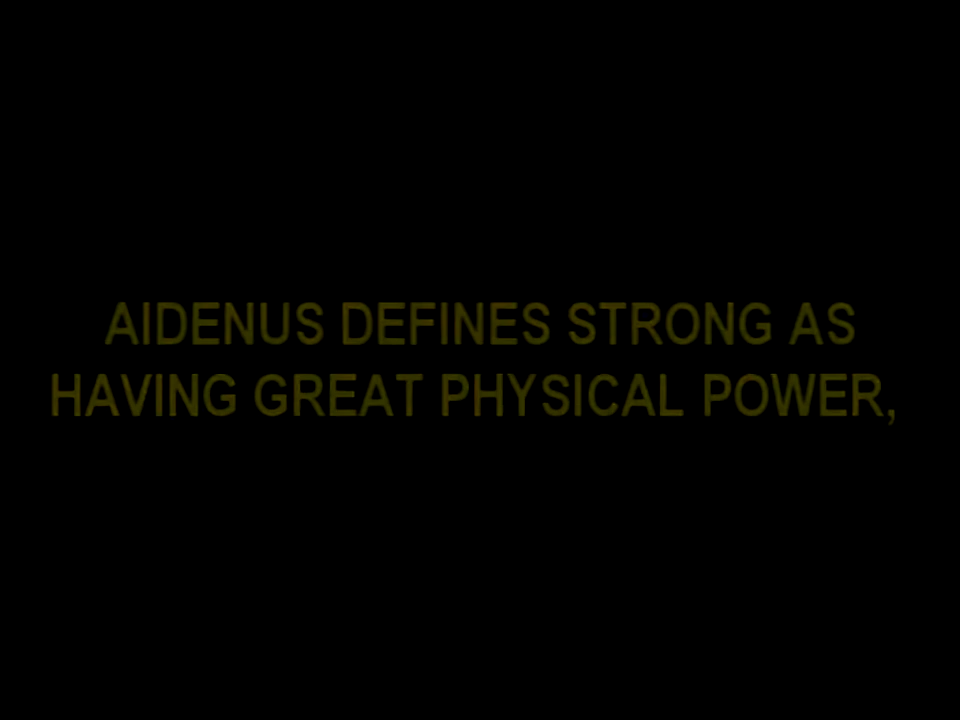 AIDENUS DEFINES STRONG AS
HAVING GREAT PHYSICAL POWER,